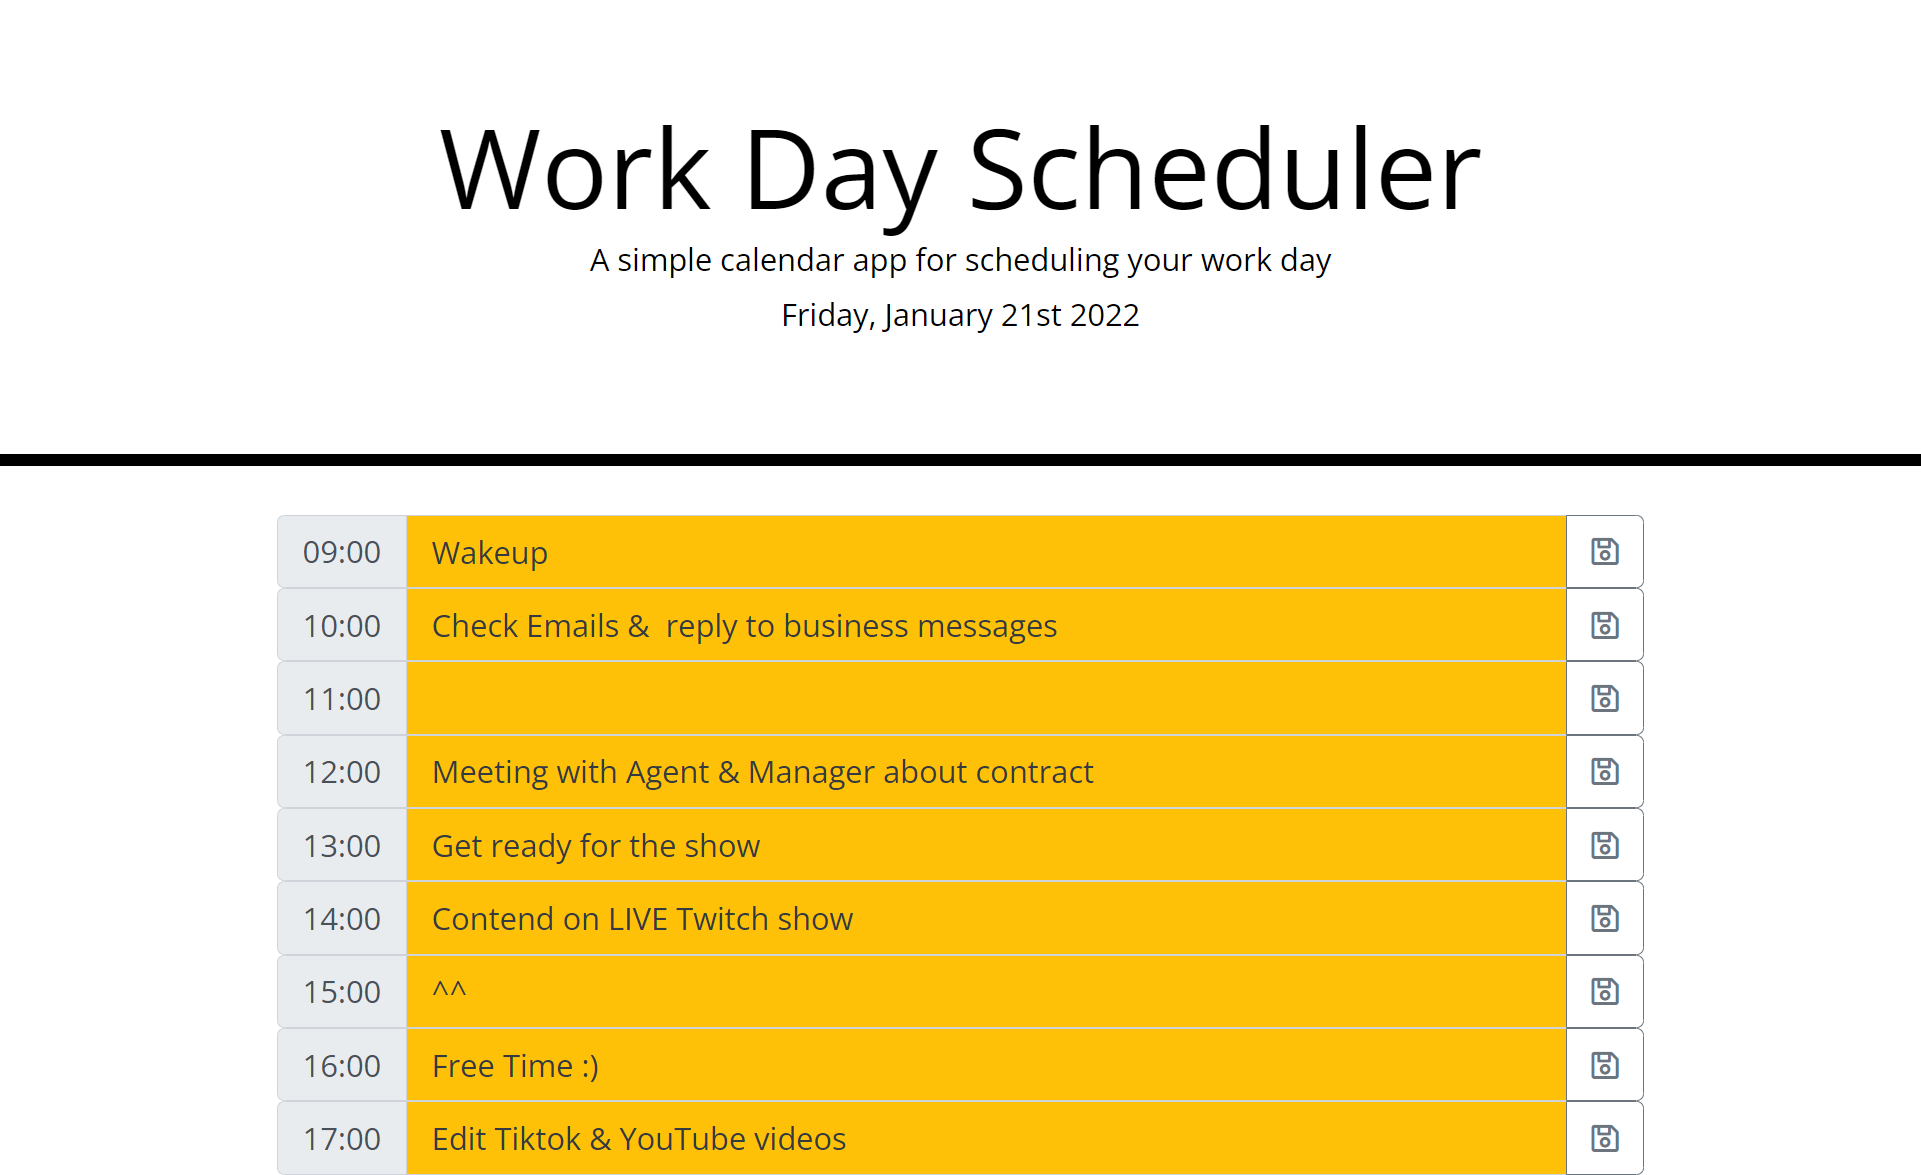 Work Day Scheduler
A simple calendar app for scheduling your work day
Friday, January 21st 2022
09:00 Wakeup
10:00 Check Emails &  reply to business messages
11:00
12:00 Meeting with Agent & Manager about contract
13:00 Get ready for the show
14:00 Contend on LIVE Twitch show
15:00 ^^
16:00 Free Time :)
17:00 Edit Tiktok & YouTube videos